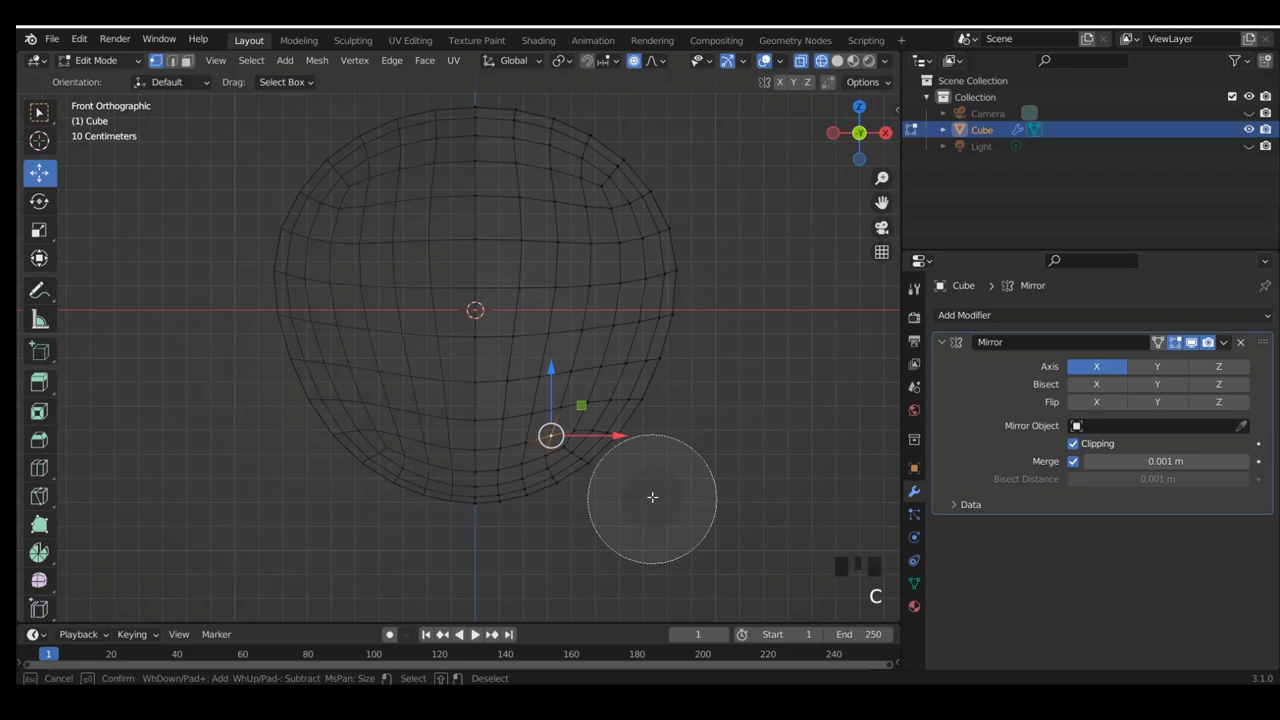 File Edit Render Window Help Layout Modeling Sculpting UV Editing Texture Paint Shading Animation Rendering Compositing Geometry Nodes Scripting Scene ViewLayer
Edit Mode View Select Add Mesh Vertex Edge Face UV Global
Orientation: Default Drag: Select Box X Y Z Options
Scene Collection
Collection
Camera
Cube
Light
Front Orthographic
(1) Cube
10 Centimeters
Z
-Y
X
C
Cube Mirror
Add Modifier
Mirror
Axis X Y Z
Bisect X Y Z
Flip X Y Z
Mirror Object
Clipping
Merge 0.001 m
Bisect Distance 0.001 m
Data
Playback Keying View Marker 1 Start 1 End 250
1 20 40 60 80 100 120 140 160 180 200 220 240
Esc Cancel Confirm WhDown/Pad+: Add WhUp/Pad-: Subtract MsPan: Size Select Deselect 3.1.0